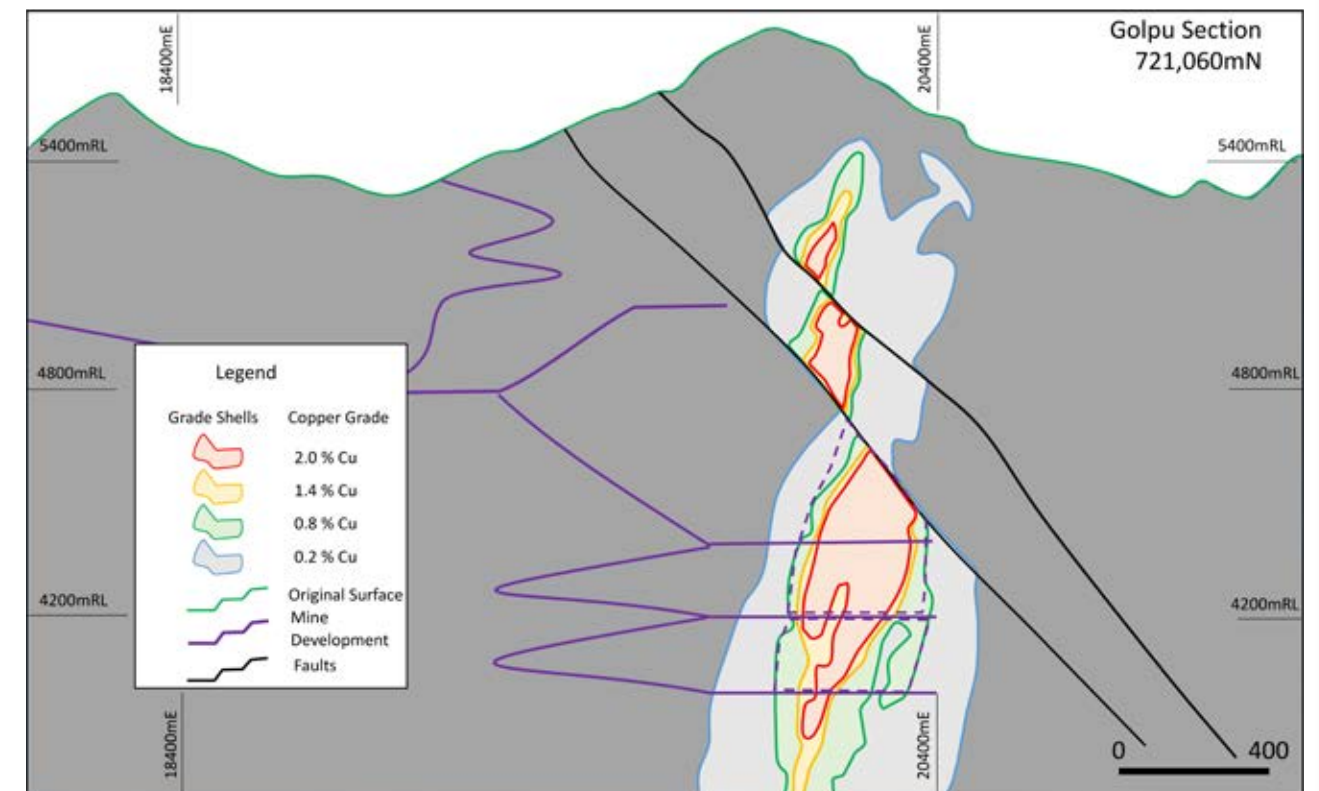 Golpu Section
721,060mN
18400mE
20400mE
5400mRL
5400mRL
4800mRL
4800mRL
4200mRL
4200mRL
Legend
Grade Shells Copper Grade
2.0 % Cu
1.4 % Cu
0.8 % Cu
0.2 % Cu
Original Surface
Mine
Development
Faults
18400mE
20400mE
0 400